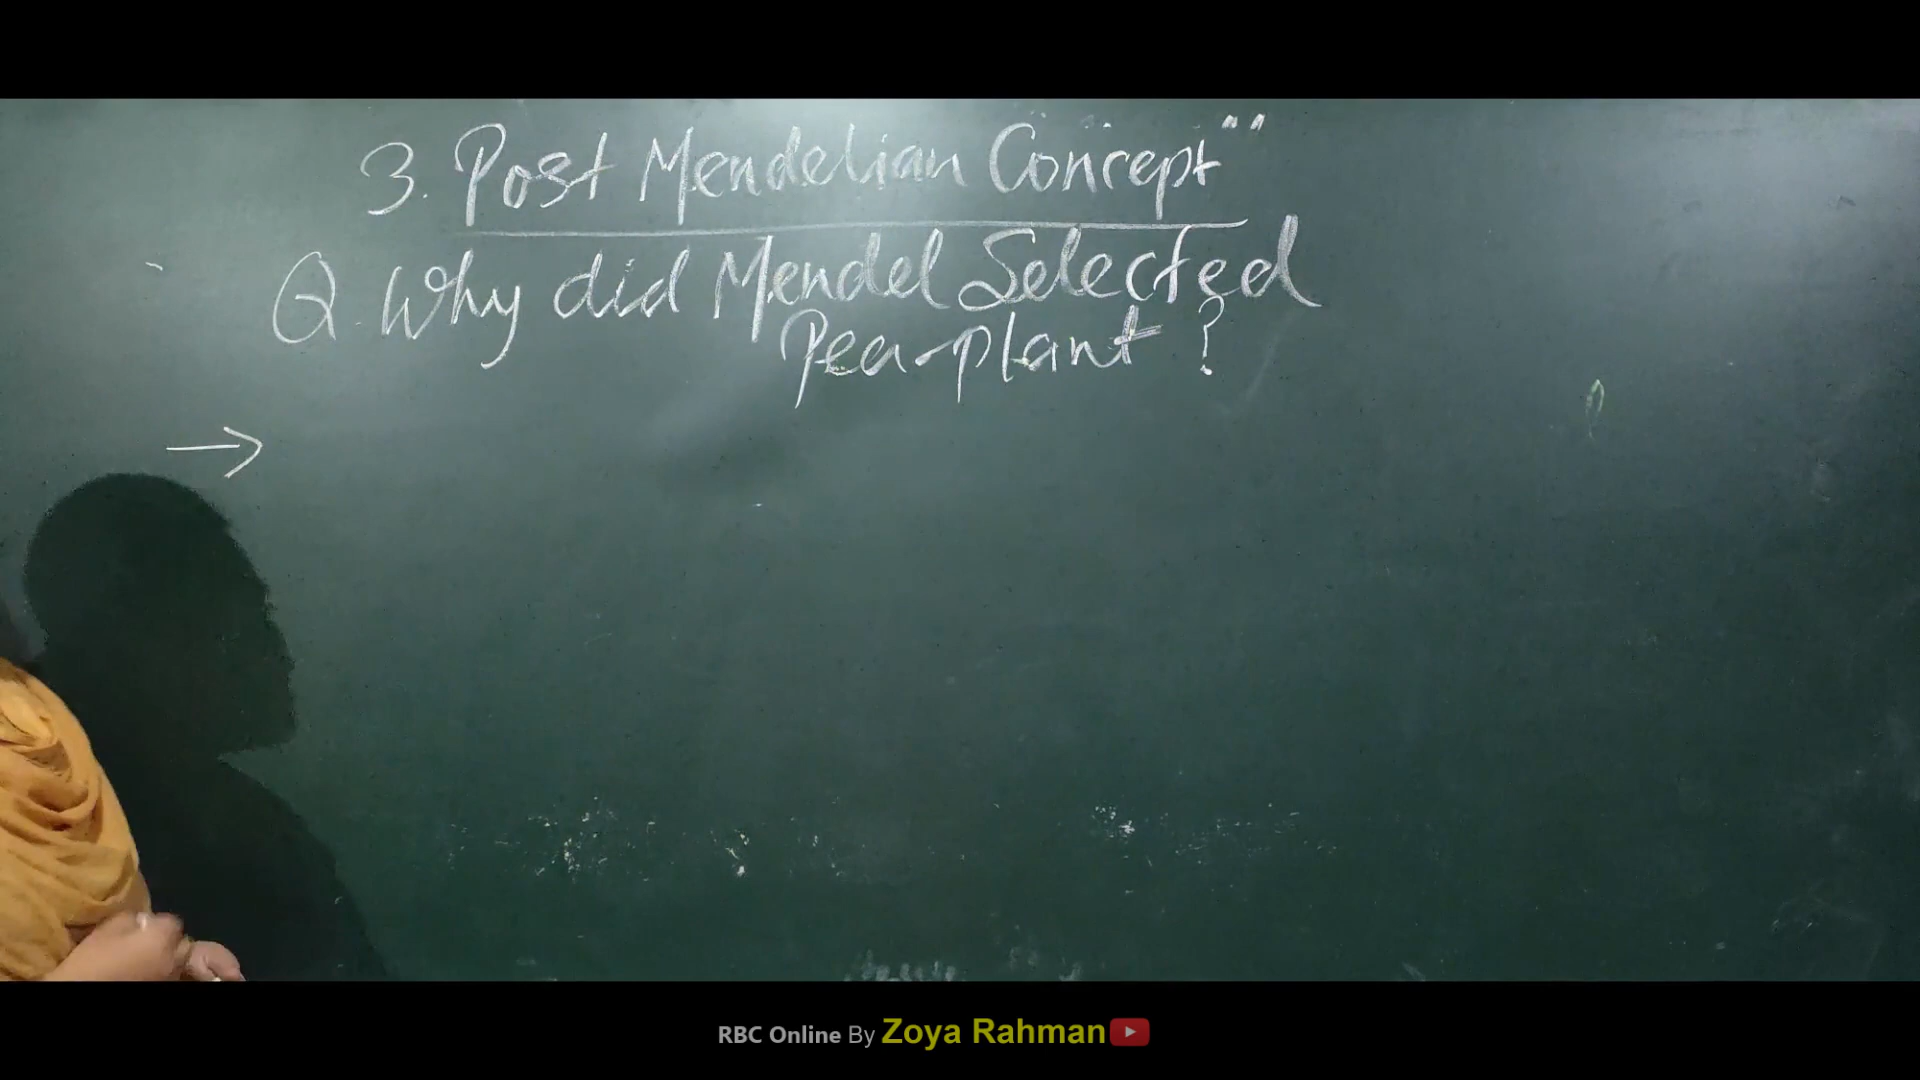 3. Post Mendelian Concept"
Q. Why did Mendel Selected
Pea-plant ?
→
RBC Online By Zoya Rahman